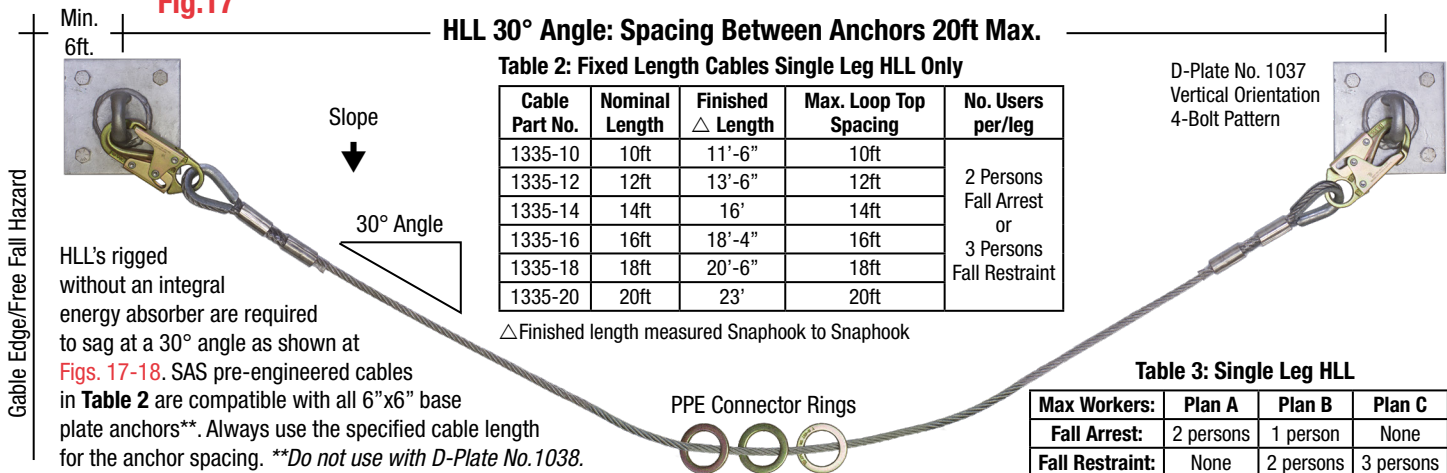 Fig.17
Min.
6ft.
HLL 30° Angle: Spacing Between Anchors 20ft Max.
Table 2: Fixed Length Cables Single Leg HLL Only
Cable Part No. Nominal Length Finished △ Length Max. Loop Top Spacing No. Users per/leg
1335-10 10ft 11'-6” 10ft
1335-12 12ft 13'-6” 12ft
1335-14 14ft 16' 14ft
1335-16 16ft 18'-4” 16ft
1335-18 18ft 20'-6” 18ft
1335-20 20ft 23' 20ft
2 Persons
Fall Arrest
or
3 Persons
Fall Restraint
△Finished length measured Snaphook to Snaphook
D-Plate No. 1037
Vertical Orientation
4-Bolt Pattern
Slope
30° Angle
Gable Edge/Free Fall Hazard
HLL's rigged
without an integral
energy absorber are required
to sag at a 30° angle as shown at
Figs. 17-18. SAS pre-engineered cables
in Table 2 are compatible with all 6”x6” base
plate anchors**. Always use the specified cable length
for the anchor spacing. **Do not use with D-Plate No.1038.
PPE Connector Rings
Table 3: Single Leg HLL
Max Workers: Plan A Plan B Plan C
Fall Arrest: 2 persons 1 person None
Fall Restraint: None 2 persons 3 persons